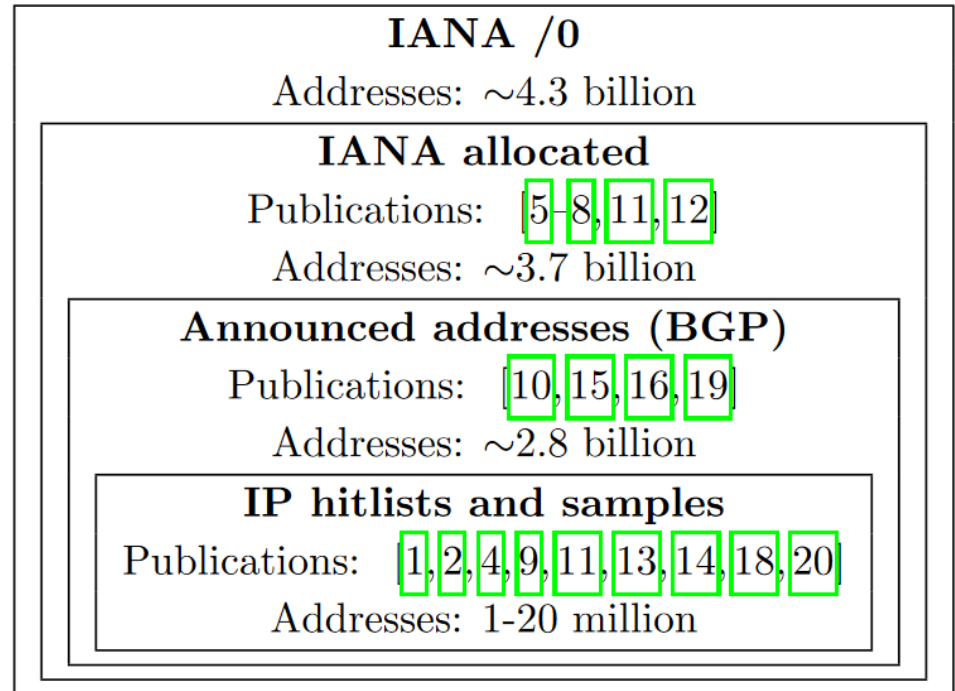 IANA /0
Addresses: ~4.3 billion
IANA allocated
Publications: [5–8,11,12]
Addresses: ~3.7 billion
Announced addresses (BGP)
Publications: [10,15,16,19]
Addresses: ~2.8 billion
IP hitlists and samples
Publications: [1,2,4,9,11,13,14,18,20]
Addresses: 1-20 million